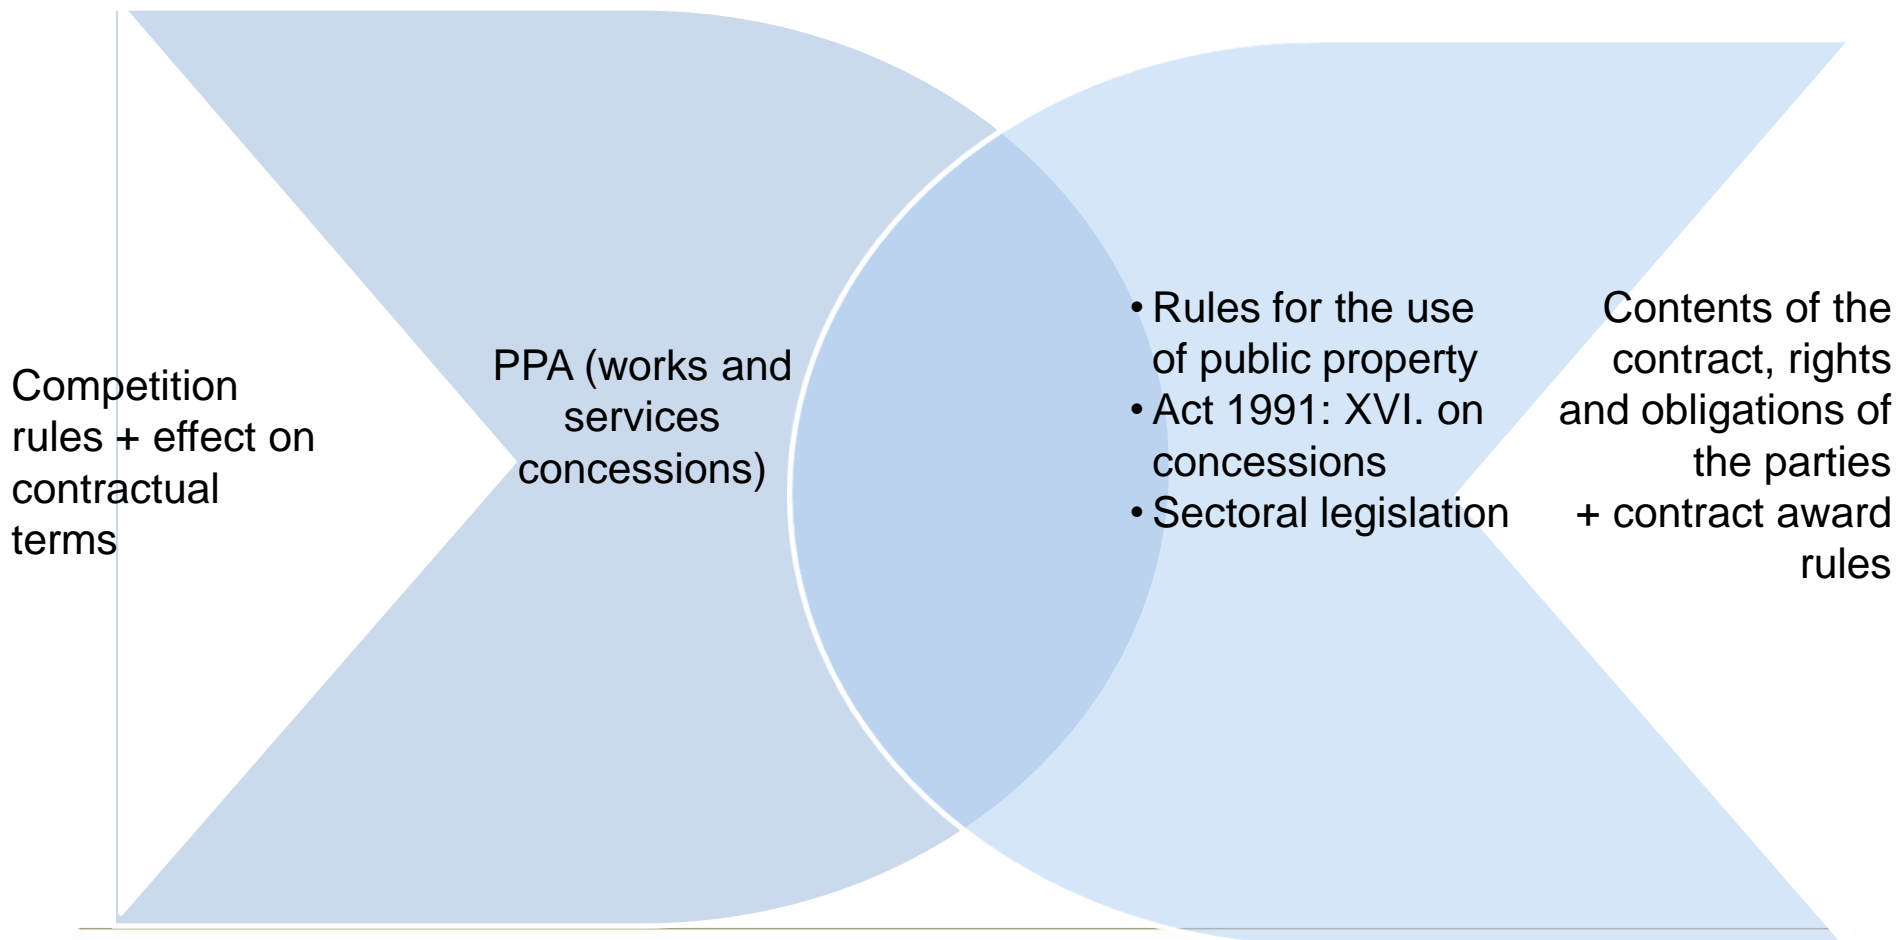 Competition
rules + effect on
contractual
terms
PPA (works and
services
concessions)
• Rules for the use
of public property
• Act 1991: XVI. on
concessions
• Sectoral legislation
Contents of the
contract, rights
and obligations of
the parties
+ contract award
rules